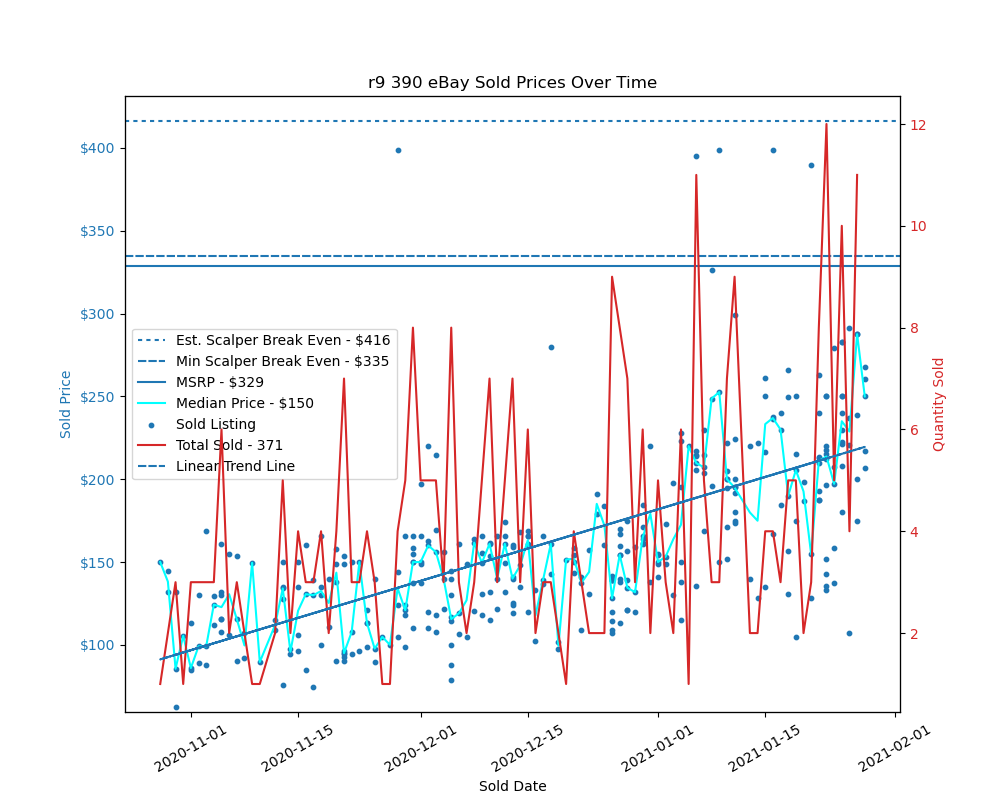 r9 390 eBay Sold Prices Over Time
$400
$350
$300
$250
$200
$150
$100
Sold Price
12
10
8
6
4
2
Quantity Sold
Est. Scalper Break Even - $416
Min Scalper Break Even - $335
MSRP - $329
Median Price - $150
Sold Listing
Total Sold - 371
Linear Trend Line
2020-11-01
2020-11-15
2020-12-01
2020-12-15
2021-01-01
2021-01-15
2021-02-01
Sold Date